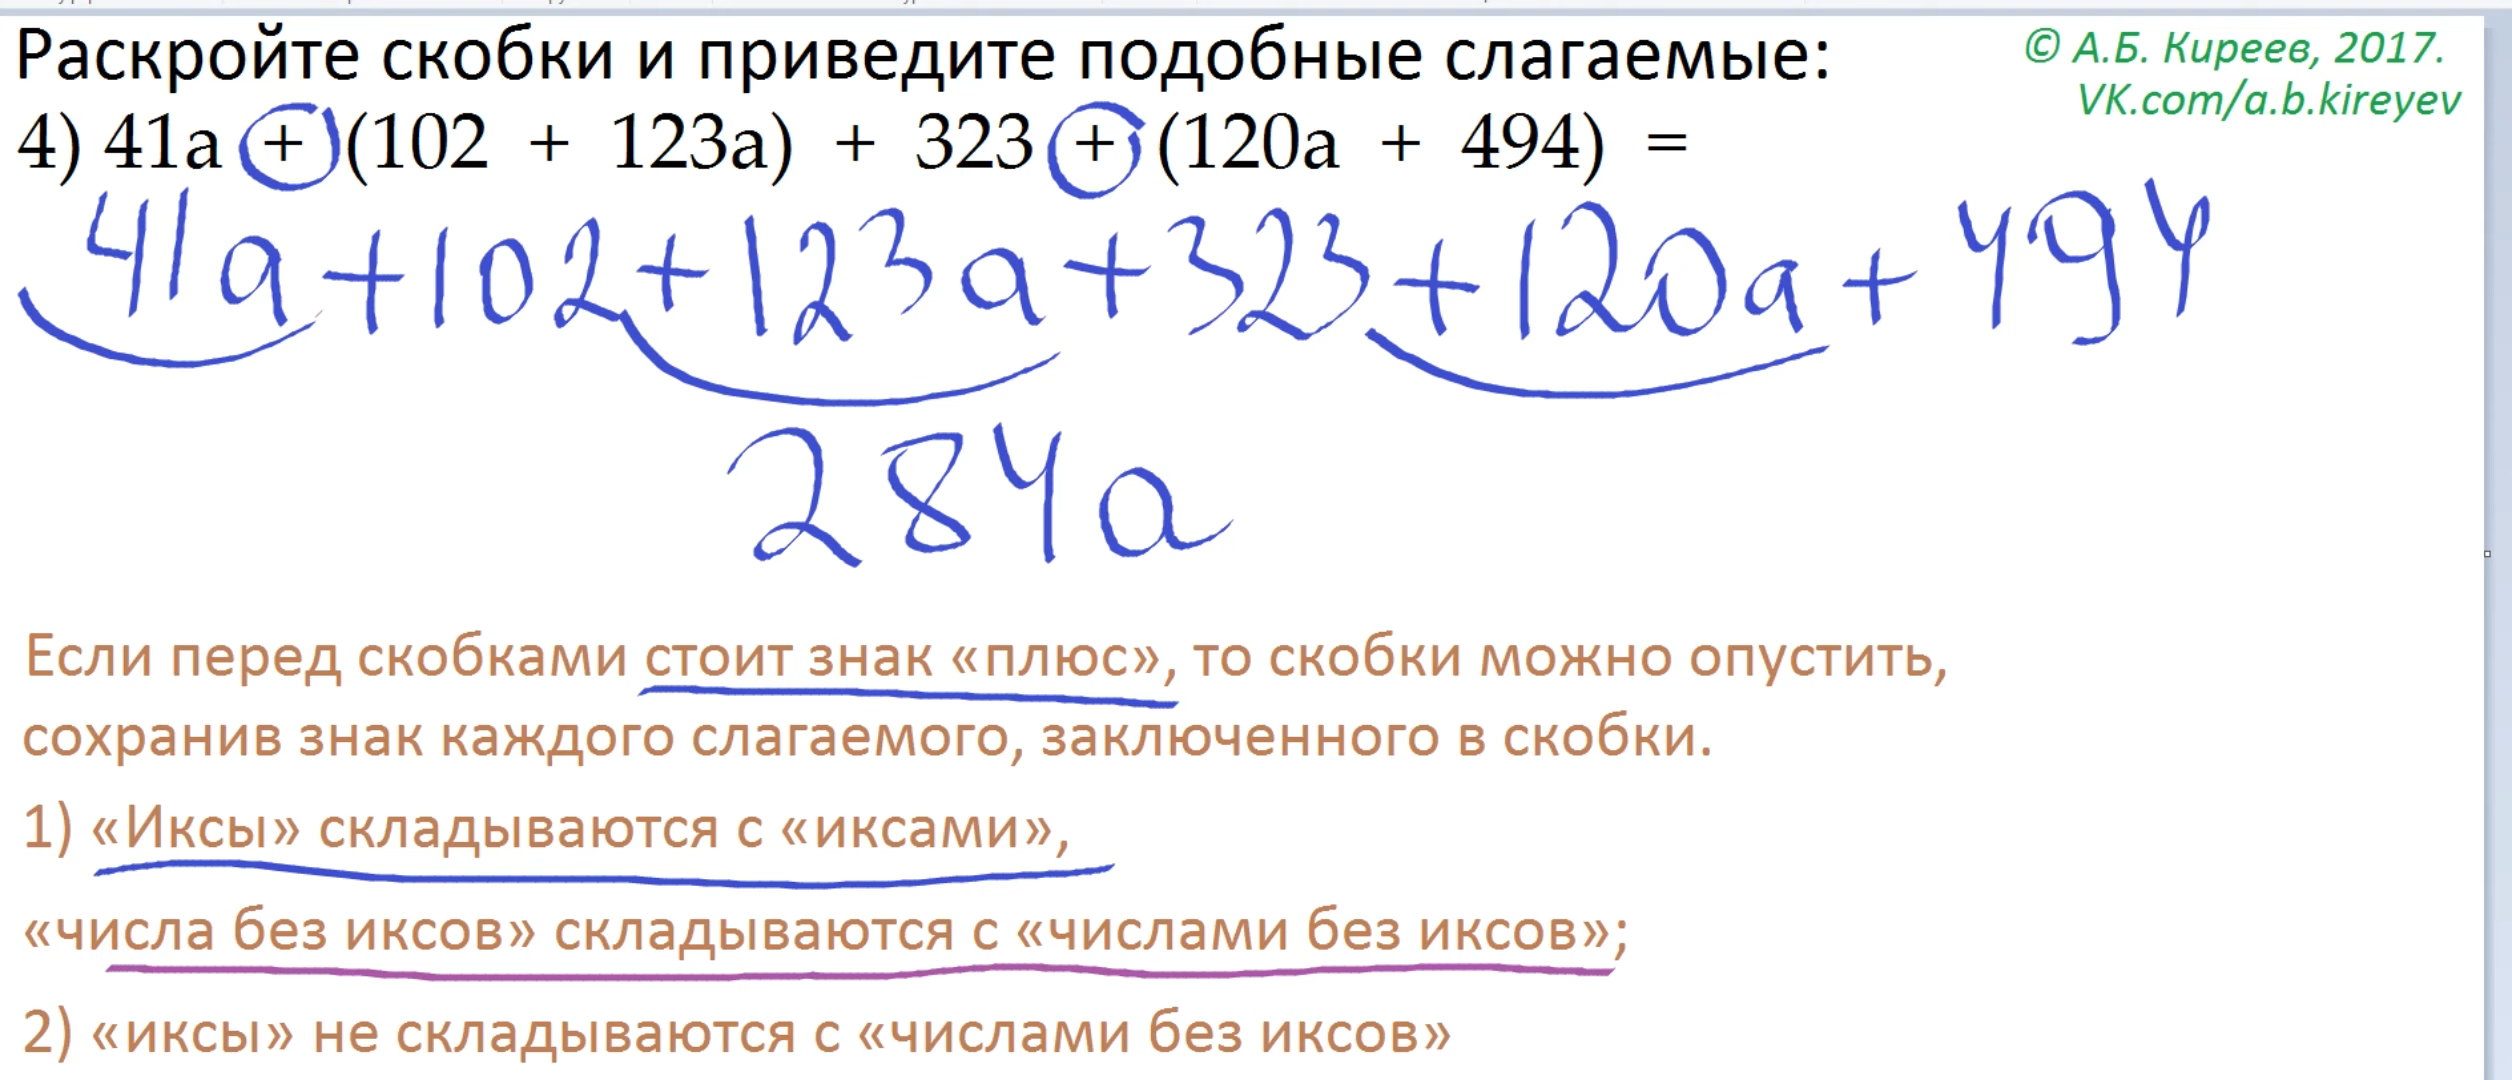 Раскройте скобки и приведите подобные слагаемые:
© А.Б. Киреев, 2017.
VK.com/a.b.kireyev
4) 41a + (102 + 123a) + 323 + (120a + 494) =
41a+102+123a+323+120a+494
284a
Если перед скобками стоит знак «плюс», то скобки можно опустить,
сохранив знак каждого слагаемого, заключенного в скобки.
1) «Иксы» складываются с «иксами»,
«числа без иксов» складываются с «числами без иксов»;
2) «иксы» не складываются с «числами без иксов»